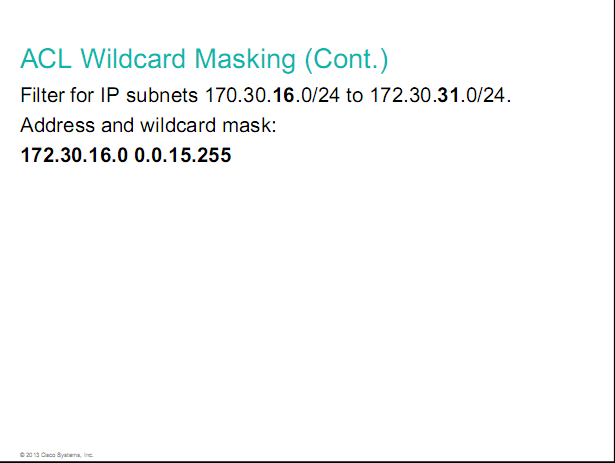 ACL Wildcard Masking (Cont.)
Filter for IP subnets 170.30.16.0/24 to 172.30.31.0/24.
Address and wildcard mask:
172.30.16.0 0.0.15.255
© 2013 Cisco Systems, Inc.